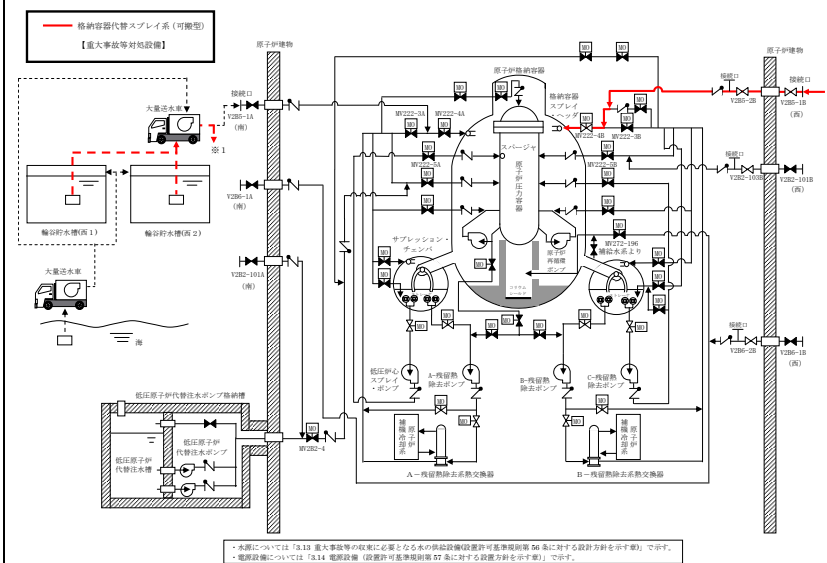 格納容器代替スプレイ系(可搬型)
【重大事故等対処設備】
原子炉建物
原子炉建物
原子炉格納容器
接続口
V2B5-1A
(南)
大量送水車
※1
MV222-3A
MV222-4A
格納容器
スプレイ・
ヘッダ
MV222-4B
MV222-3B
接続口
V2B5-2B
接続口
V2B5-1B
(西)
MV222-5A
スパージャ
原子炉圧力容器
MV222-5B
接続口
V2B2-103B
V2B2-101B
(西)
輪谷貯水槽(西1)
輪谷貯水槽(西2)
V2B6-1A
(南)
大量送水車
V2B2-101A
(南)
サプレッション・
チェンバ
原子炉
再循環
ポンプ
MV272-196
補給水系より
コリウム
シールド
海
接続口
V2B6-2B
V2B6-1B
(西)
低圧炉心
スプレイ
・ポンプ
A-残留熱
除去ポンプ
B-残留熱
除去ポンプ
C-残留熱
除去ポンプ
低圧原子炉代替注水ポンプ格納槽
低圧原子炉
代替注水槽
低圧原子炉
代替注水ポンプ
MV2B2-4
原子炉
補機冷却系
原子炉
補機冷却系
A-残留熱除去系熱交換器
B-残留熱除去系熱交換器
・水源については「3.13 重大事故等の収束に必要となる水の供給設備(設置許可基準規則第56条に対する設計方針を示す章)」で示す。
・電源設備については「3.14 電源設備(設置許可基準規則第57条に対する設置方針を示す章)」で示す。